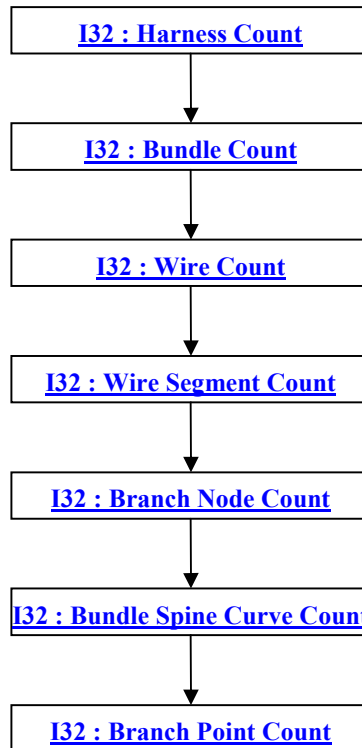 I32 : Harness Count
I32 : Bundle Count
I32 : Wire Count
I32 : Wire Segment Count
I32 : Branch Node Count
I32 : Bundle Spine Curve Count
I32 : Branch Point Count